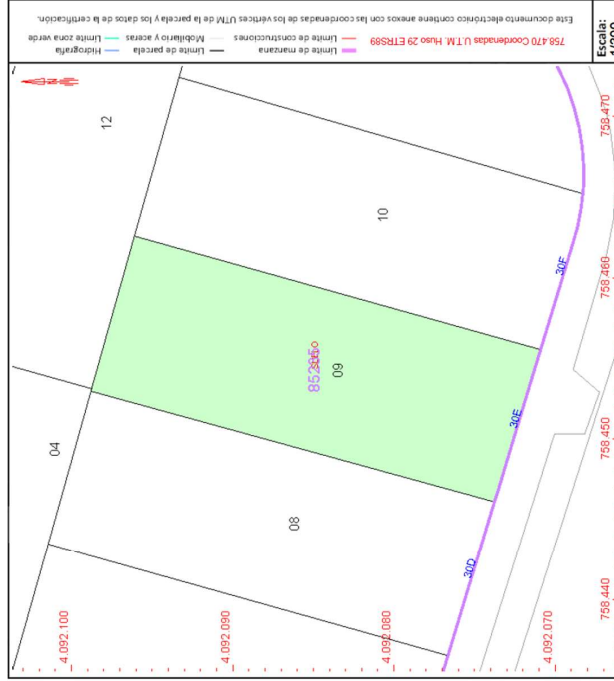 12
04
10
09
08
30F
30E
30D
4.092.100
4.092.090
4.092.080
4.092.070
758.440
758.450
758.460
758.470
Escala:
758.470 Coordenadas U.T.M. Huso 29 ETRS89
Límite de manzana
Límite de construcciones
Límite de parcela
Mobiliario y aceras
Hidrografía
Límite zona verde
Este documento electrónico contiene anexos con las coordenadas de los vértices UTM de la parcela y los datos de la certificación.